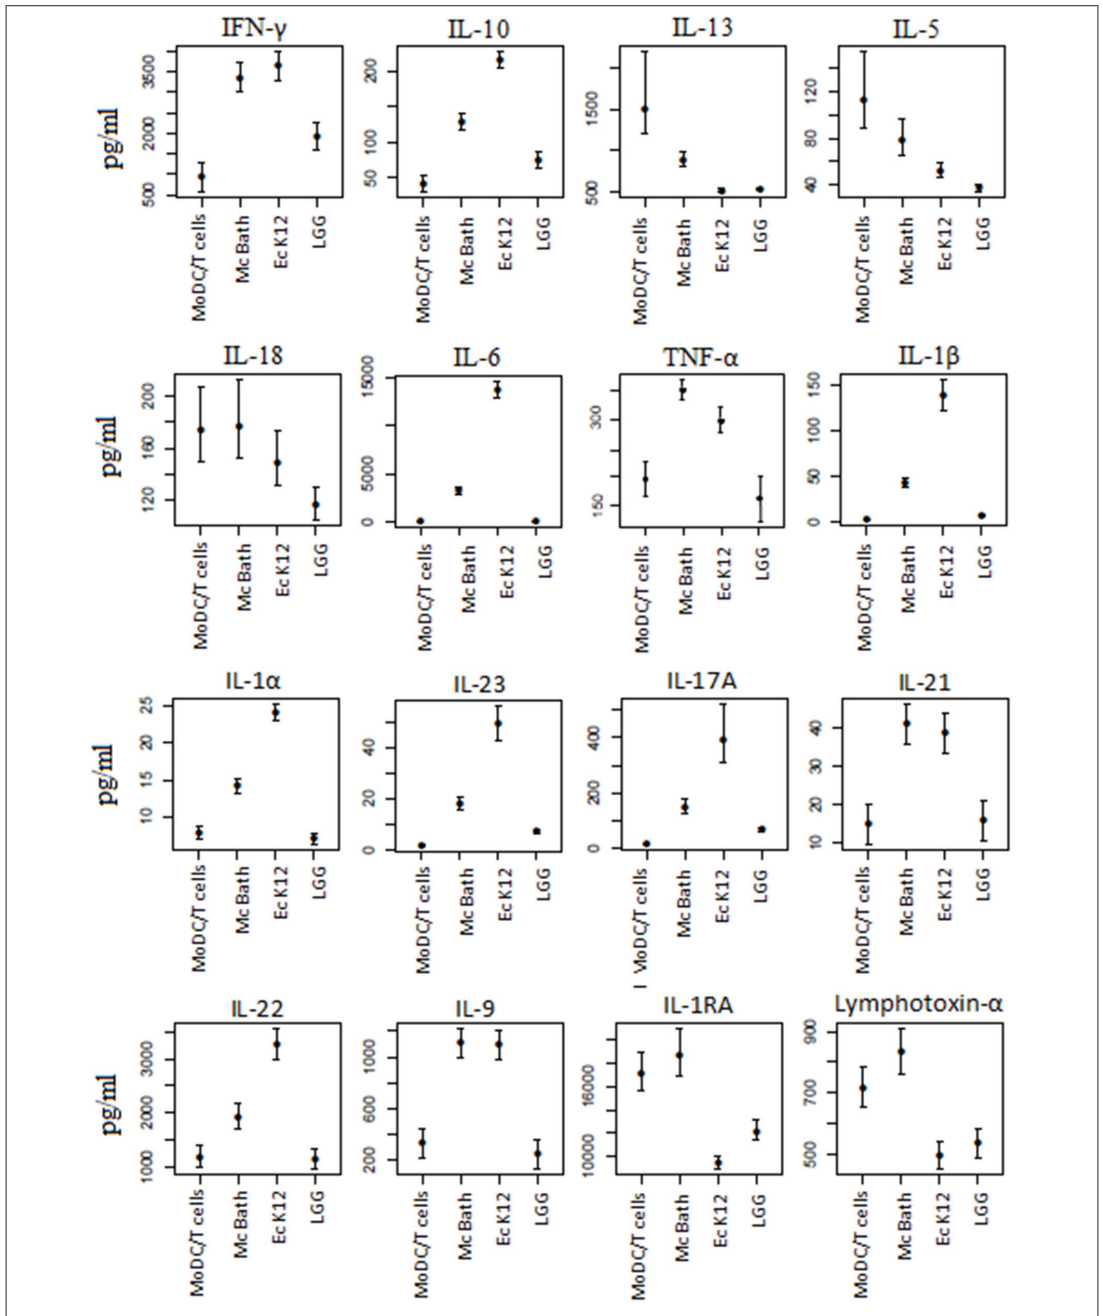 IFN-γ IL-10 IL-13 IL-5
pg/ml
500 2000 3500
50 100 200
500 1500
40 80 120
MoDC/T cells Mc Bath Ec K12 LGG
MoDC/T cells Mc Bath Ec K12 LGG
MoDC/T cells Mc Bath Ec K12 LGG
MoDC/T cells Mc Bath Ec K12 LGG
IL-18 IL-6 TNF-α IL-1β
pg/ml
120 160 200
0 5000 15000
150 300
0 50 100 150
MoDC/T cells Mc Bath Ec K12 LGG
MoDC/T cells Mc Bath Ec K12 LGG
MoDC/T cells Mc Bath Ec K12 LGG
MoDC/T cells Mc Bath Ec K12 LGG
IL-1α IL-23 IL-17A IL-21
pg/ml
10 15 20 25
0 20 40
0 200 400
10 20 30 40
MoDC/T cells Mc Bath Ec K12 LGG
MoDC/T cells Mc Bath Ec K12 LGG
MoDC/T cells Mc Bath Ec K12 LGG
MoDC/T cells Mc Bath Ec K12 LGG
IL-22 IL-9 IL-1RA Lymphotoxin-α
pg/ml
1000 2000 3000
200 400 600 1000
10000 16000
500 700 900
MoDC/T cells Mc Bath Ec K12 LGG
MoDC/T cells Mc Bath Ec K12 LGG
MoDC/T cells Mc Bath Ec K12 LGG
MoDC/T cells Mc Bath Ec K12 LGG